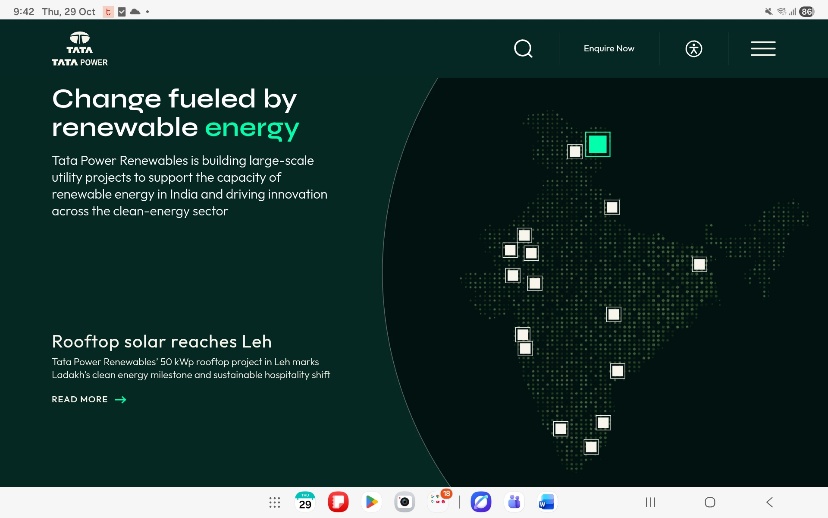 9:42 Thu, 29 Oct
86
TATA
TATA POWER
Enquire Now
Change fueled by
renewable energy
Tata Power Renewables is building large-scale
utility projects to support the capacity of
renewable energy in India and driving innovation
across the clean-energy sector
Rooftop solar reaches Leh
Tata Power Renewables' 50 kWp rooftop project in Leh marks
Ladakh's clean energy milestone and sustainable hospitality shift
READ MORE
THU
29
18
W